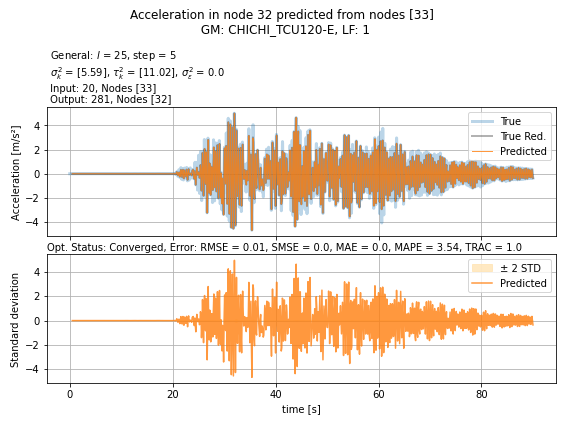 Acceleration in node 32 predicted from nodes [33]
GM: CHICHI_TCU120-E, LF: 1
General: l = 25, step = 5
σ²ₖ = [5.59], τ²ₖ = [11.02], σ²ε = 0.0
Input: 20, Nodes [33]
Output: 281, Nodes [32]
Acceleration [m/s²]
4
2
0
−2
−4
True
True Red.
Predicted
Opt. Status: Converged, Error: RMSE = 0.01, SMSE = 0.0, MAE = 0.0, MAPE = 3.54, TRAC = 1.0
Standard deviation
4
2
0
−2
−4
± 2 STD
Predicted
0 20 40 60 80
time [s]